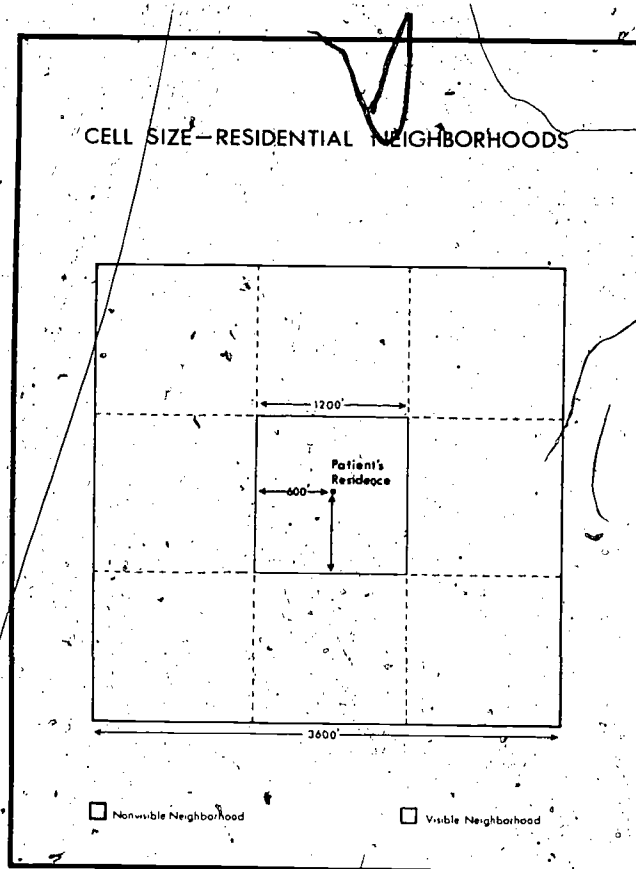 CELL SIZE—RESIDENTIAL NEIGHBORHOODS
1200'
Patient's
Residence
600'
3600'
Nonvisible Neighborhood
Visible Neighborhood